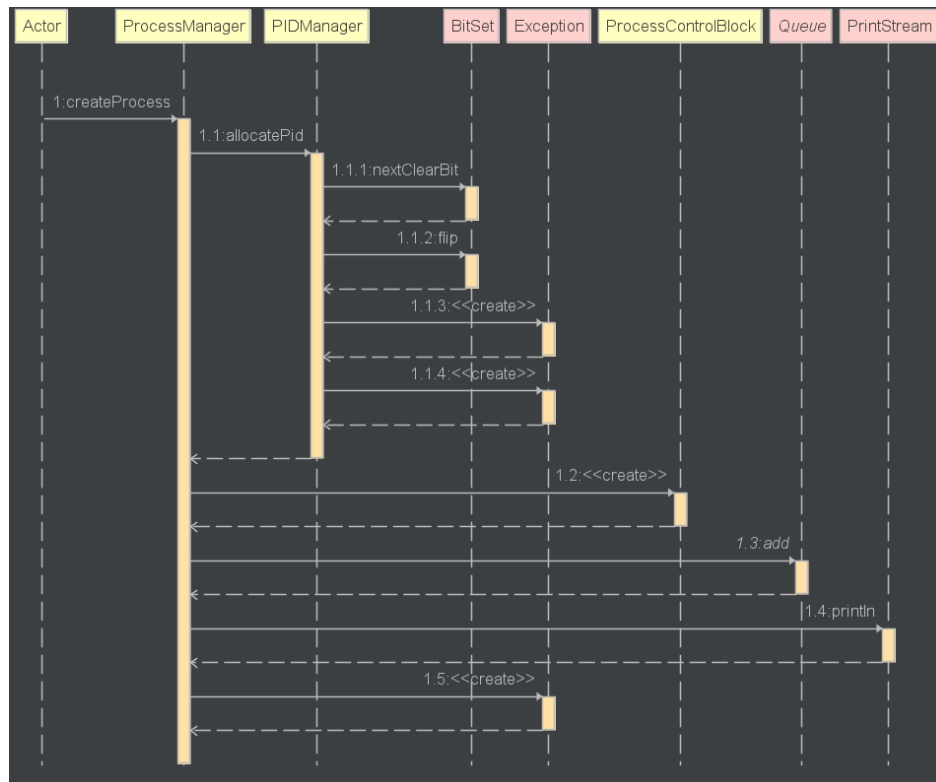 Actor
ProcessManager
PIDManager
BitSet
Exception
ProcessControlBlock
Queue
PrintStream
1:createProcess
1.1:allocatePid
1.1.1:nextClearBit
1.1.2:flip
1.1.3:<<create>>
1.1.4:<<create>>
1.2:<<create>>
1.3:add
1.4:println
1.5:<<create>>